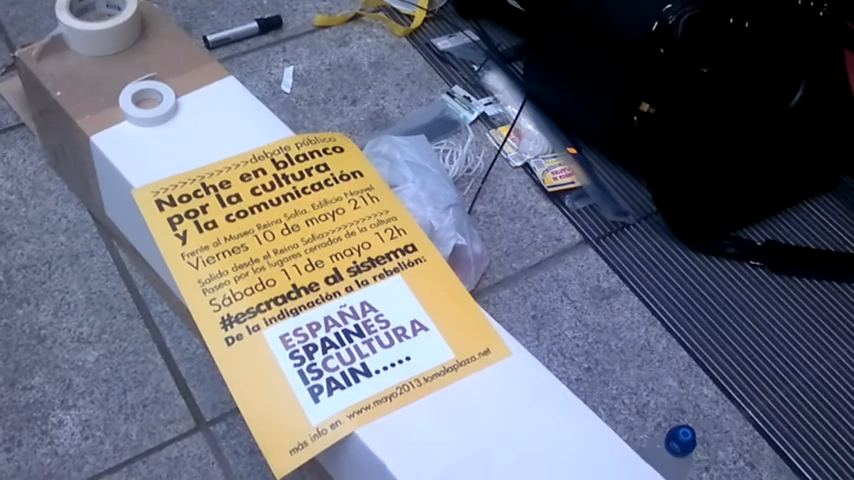 >>>>>>>debate público
Noche en blanco
por la cultura
y la comunicación
Frente al Museo Reina Sofía. Edificio Nouvel
Viernes 10 de mayo 21h
Salida desde el Reina Sofía>>>>>>>>>>
Paseo por los lugares cerrados de la cultura
Sábado 11 de mayo 12h
#escrache al sistema
De la indignación a la rebelión:
ESPAÑA
SPAINES
ISCULTURA
PAIN.....
más info en: www.mayo2013.tomalaplaza.net